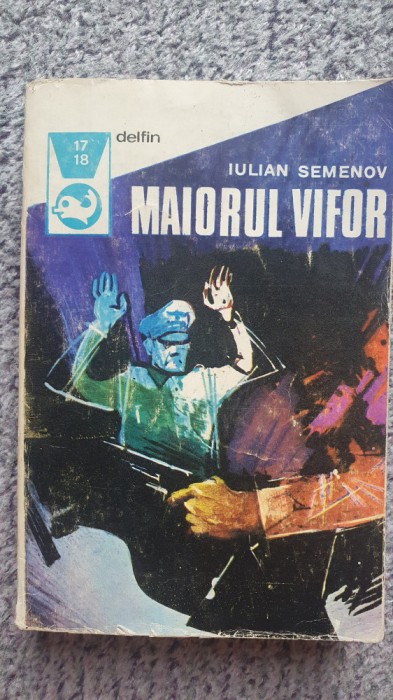 17
18
delfin
IULIAN SEMENOV
MAIORUL VIFOR